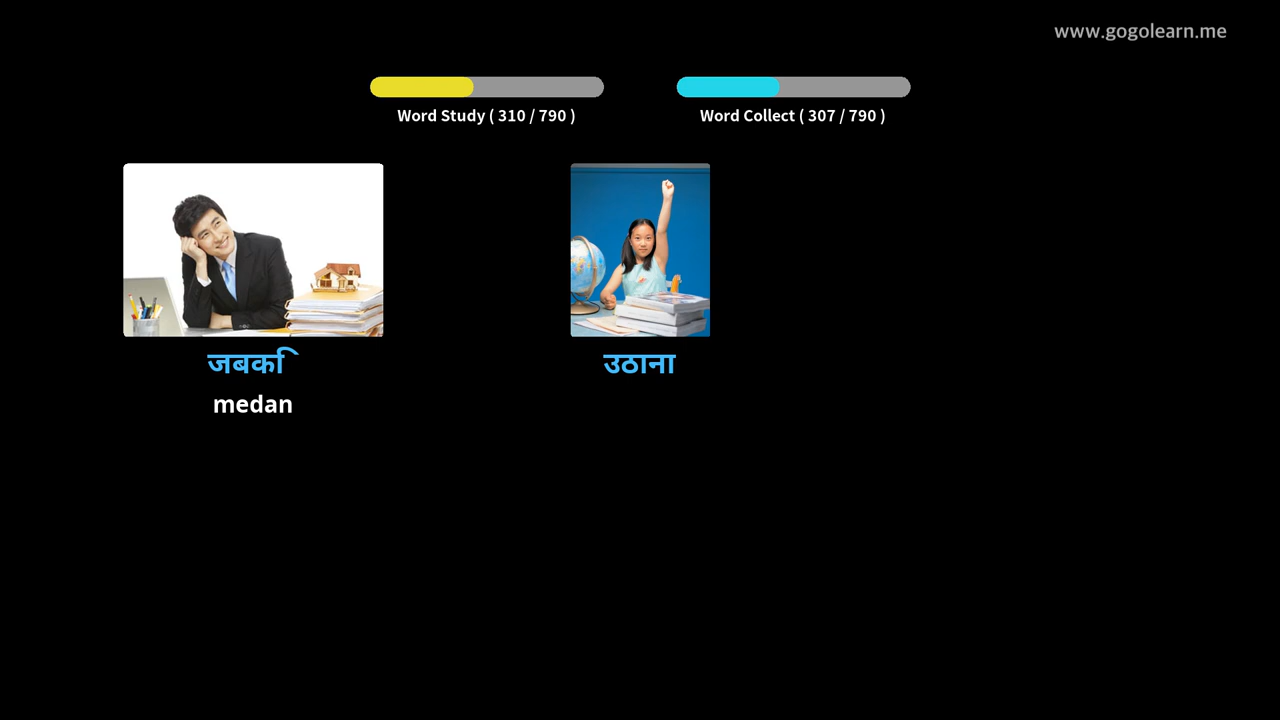 www.gogolearn.me
Word Study ( 310 / 790 )
Word Collect ( 307 / 790 )
जबकि
medan
उठाना